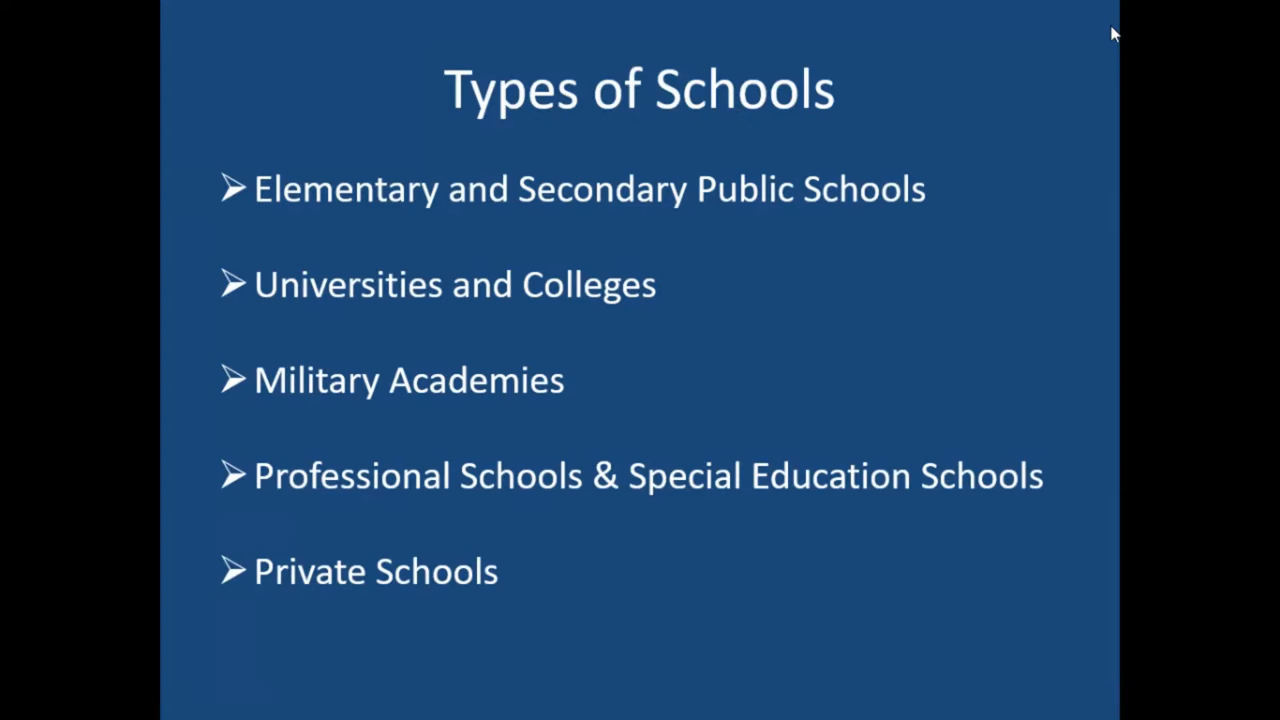 Types of Schools
➢ Elementary and Secondary Public Schools
➢ Universities and Colleges
➢ Military Academies
➢ Professional Schools & Special Education Schools
➢ Private Schools